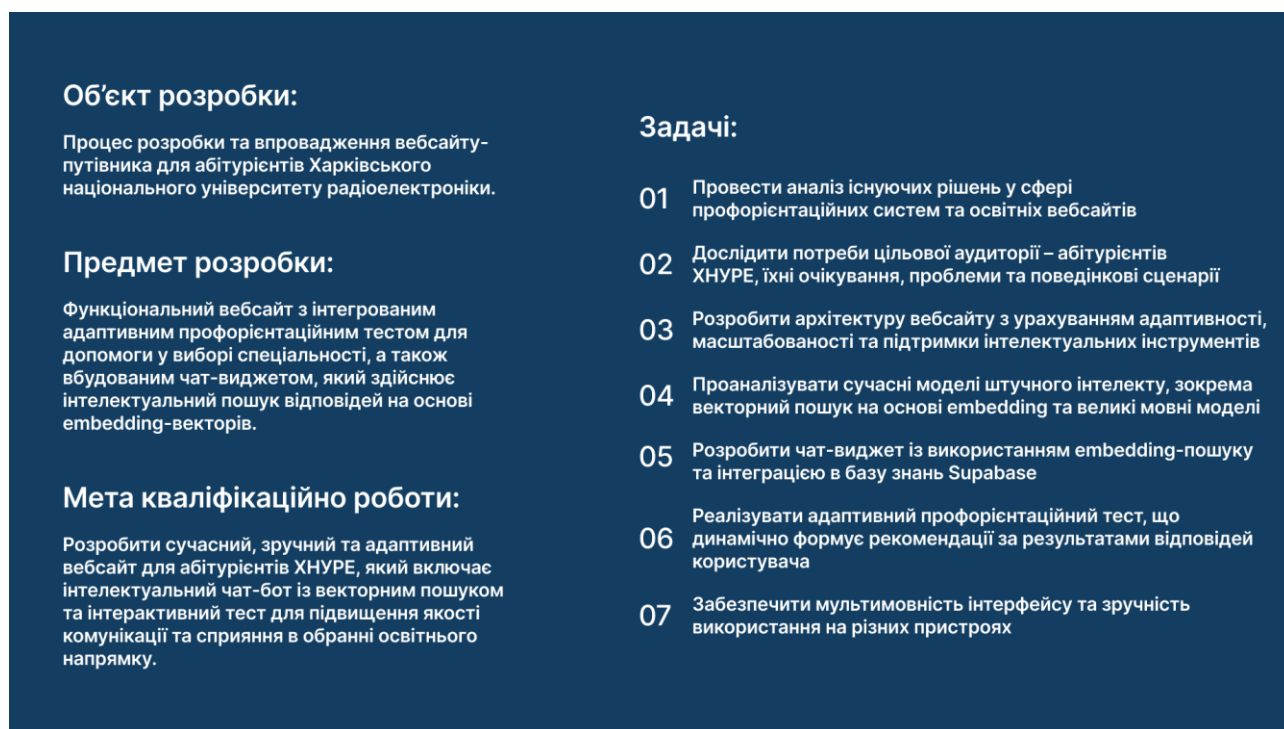 Об’єкт розробки:
Процес розробки та впровадження вебсайту-
путівника для абітурієнтів Харківського
національного університету радіоелектроніки.
Предмет розробки:
Функціональний вебсайт з інтегрованим
адаптивним профорієнтаційним тестом для
допомоги у виборі спеціальності, а також
вбудованим чат-виджетом, який здійснює
інтелектуальний пошук відповідей на основі
embedding-векторів.
Мета кваліфікаційно роботи:
Розробити сучасний, зручний та адаптивний
вебсайт для абітурієнтів ХНУРЕ, який включає
інтелектуальний чат-бот із векторним пошуком
та інтерактивний тест для підвищення якості
комунікації та сприяння в обранні освітнього
напрямку.
Задачі:
01 Провести аналіз існуючих рішень у сфері
профорієнтаційних систем та освітніх вебсайтів
02 Дослідити потреби цільової аудиторії – абітурієнтів
ХНУРЕ, їхні очікування, проблеми та поведінкові сценарії
03 Розробити архітектуру вебсайту з урахуванням адаптивності,
масштабованості та підтримки інтелектуальних інструментів
04 Проаналізувати сучасні моделі штучного інтелекту, зокрема
векторний пошук на основі embedding та великі мовні моделі
05 Розробити чат-виджет із використанням embedding-пошуку
та інтеграцією в базу знань Supabase
06 Реалізувати адаптивний профорієнтаційний тест, що
динамічно формує рекомендації за результатами відповідей
користувача
07 Забезпечити мультимовність інтерфейсу та зручність
використання на різних пристроях